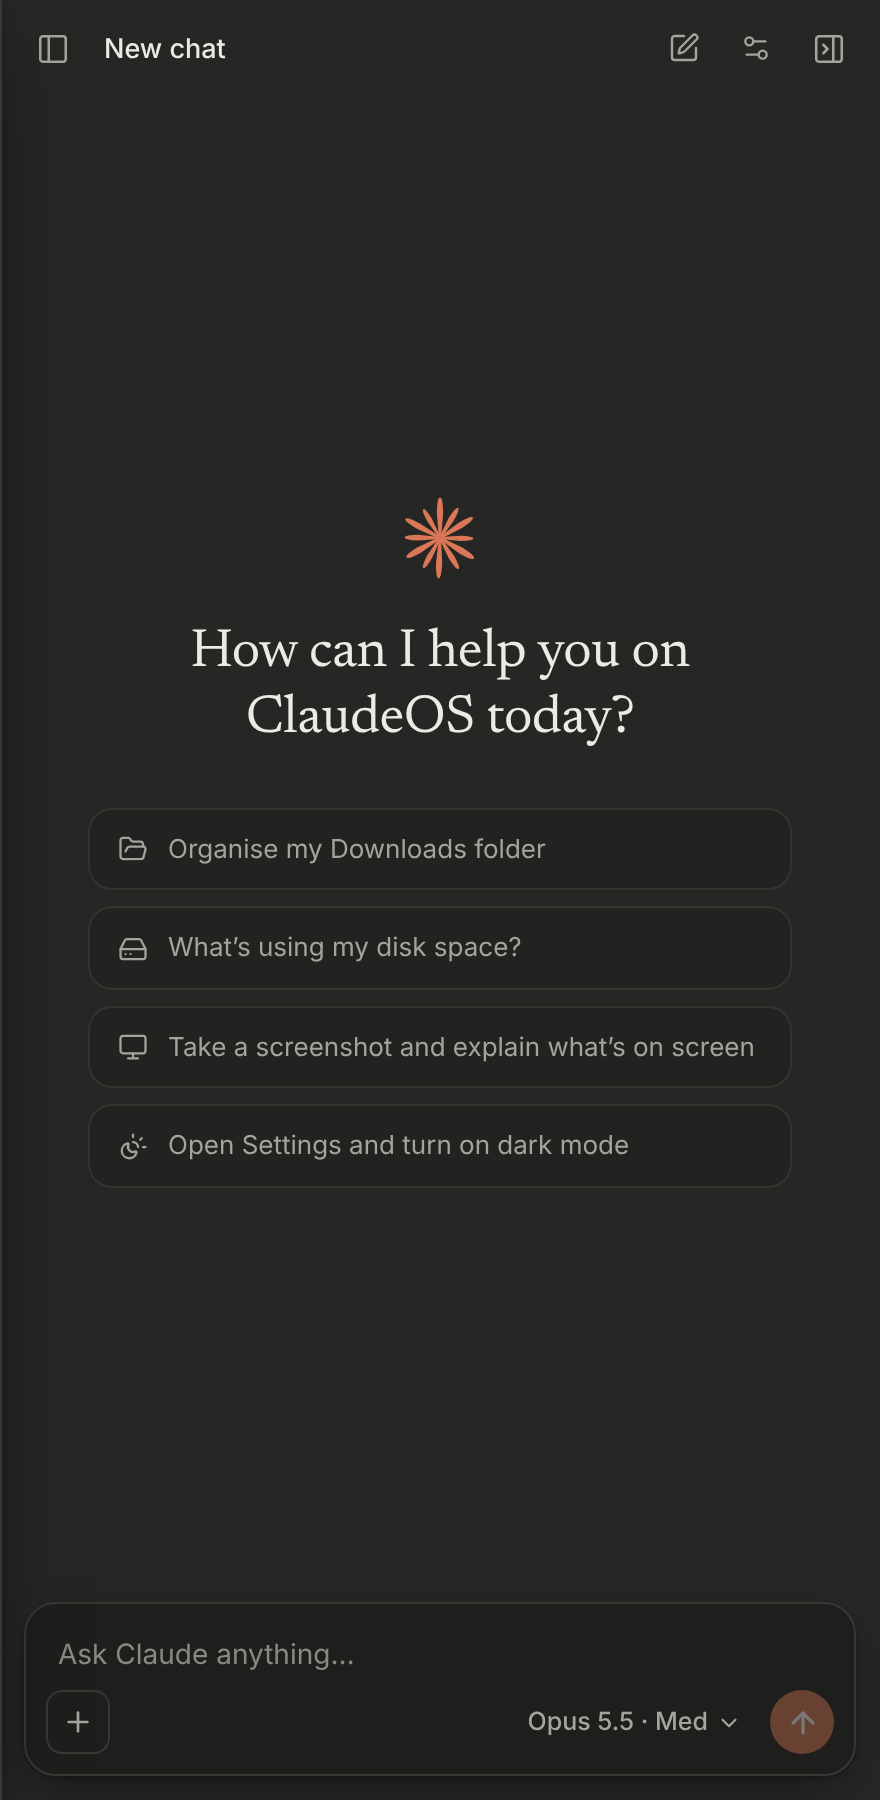 New chat
How can I help you on
ClaudeOS today?
Organise my Downloads folder
What’s using my disk space?
Take a screenshot and explain what’s on screen
Open Settings and turn on dark mode
Ask Claude anything...
Opus 5.5 · Med